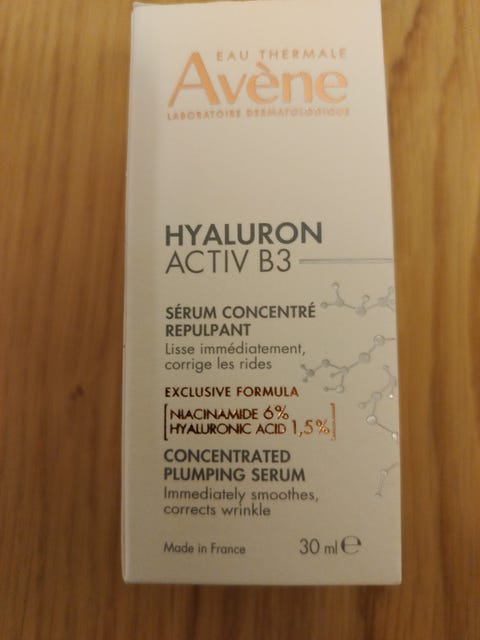 EAU THERMALE
Avène
LABORATOIRE DERMATOLOGIQUE
HYALURON
ACTIV B3
SÉRUM CONCENTRÉ
REPULPANT
Lisse immédiatement,
corrige les rides
EXCLUSIVE FORMULA
NIACINAMIDE 6%
HYALURONIC ACID 1,5%
CONCENTRATED
PLUMPING SERUM
Immediately smoothes,
corrects wrinkle
Made in France 30 ml ℮